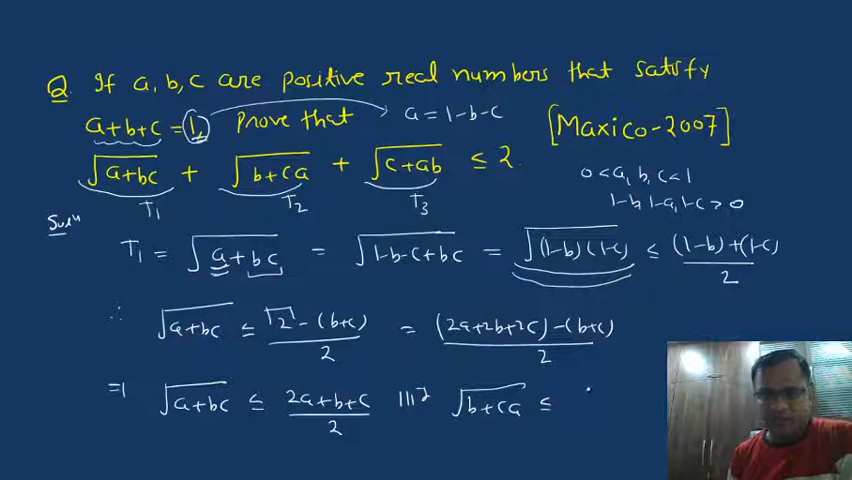 Q. If a, b, c are positive real numbers that satisfy
a+b+c = 1, Prove that a = 1-b-c [Maxico-2007]
√(a+bc) + √(b+ca) + √(c+ab) ≤ 2.
0 < a, b, c < 1
T₁ T₂ T₃ 1-b, 1-a, 1-c > 0
Solⁿ
T₁ = √(a+bc) = √(1-b-c+bc) = √((1-b)(1-c)) ≤ ((1-b)+(1-c))/2
∴ √(a+bc) ≤ (2-(b+c))/2 = ((2a+2b+2c)-(b+c))/2
⇒ √(a+bc) ≤ (2a+b+c)/2 |||ly √(b+ca) ≤